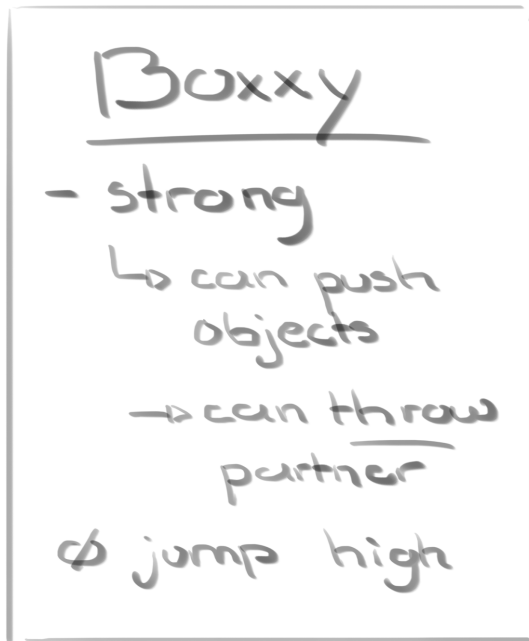 Boxxy
- strong
↳ can push
objects
→ can throw
partner
Ø jump high